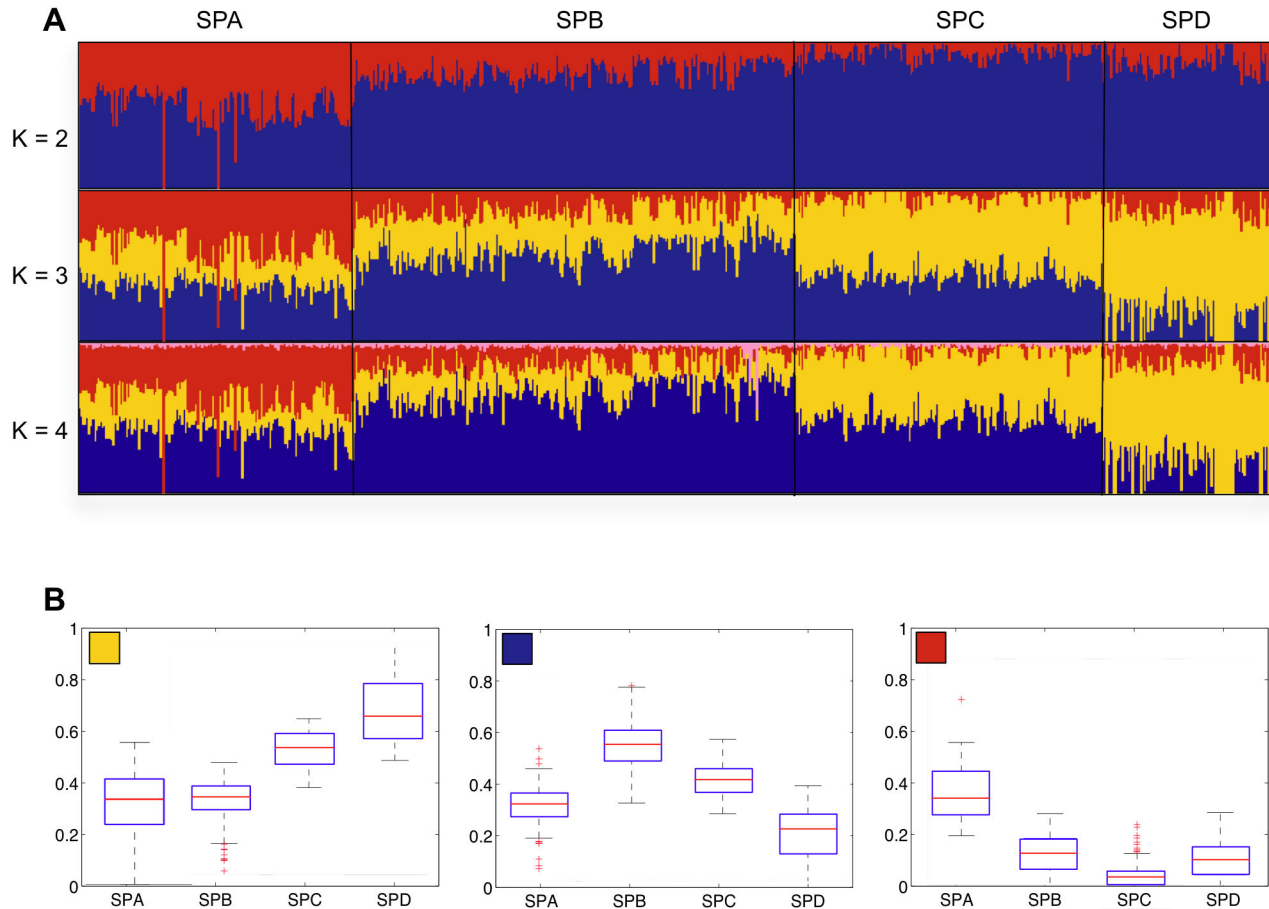 A
SPA SPB SPC SPD
K = 2
K = 3
K = 4
B
1
0.8
0.6
0.4
0.2
0
SPA SPB SPC SPD
1
0.8
0.6
0.4
0.2
0
SPA SPB SPC SPD
1
0.8
0.6
0.4
0.2
0
SPA SPB SPC SPD